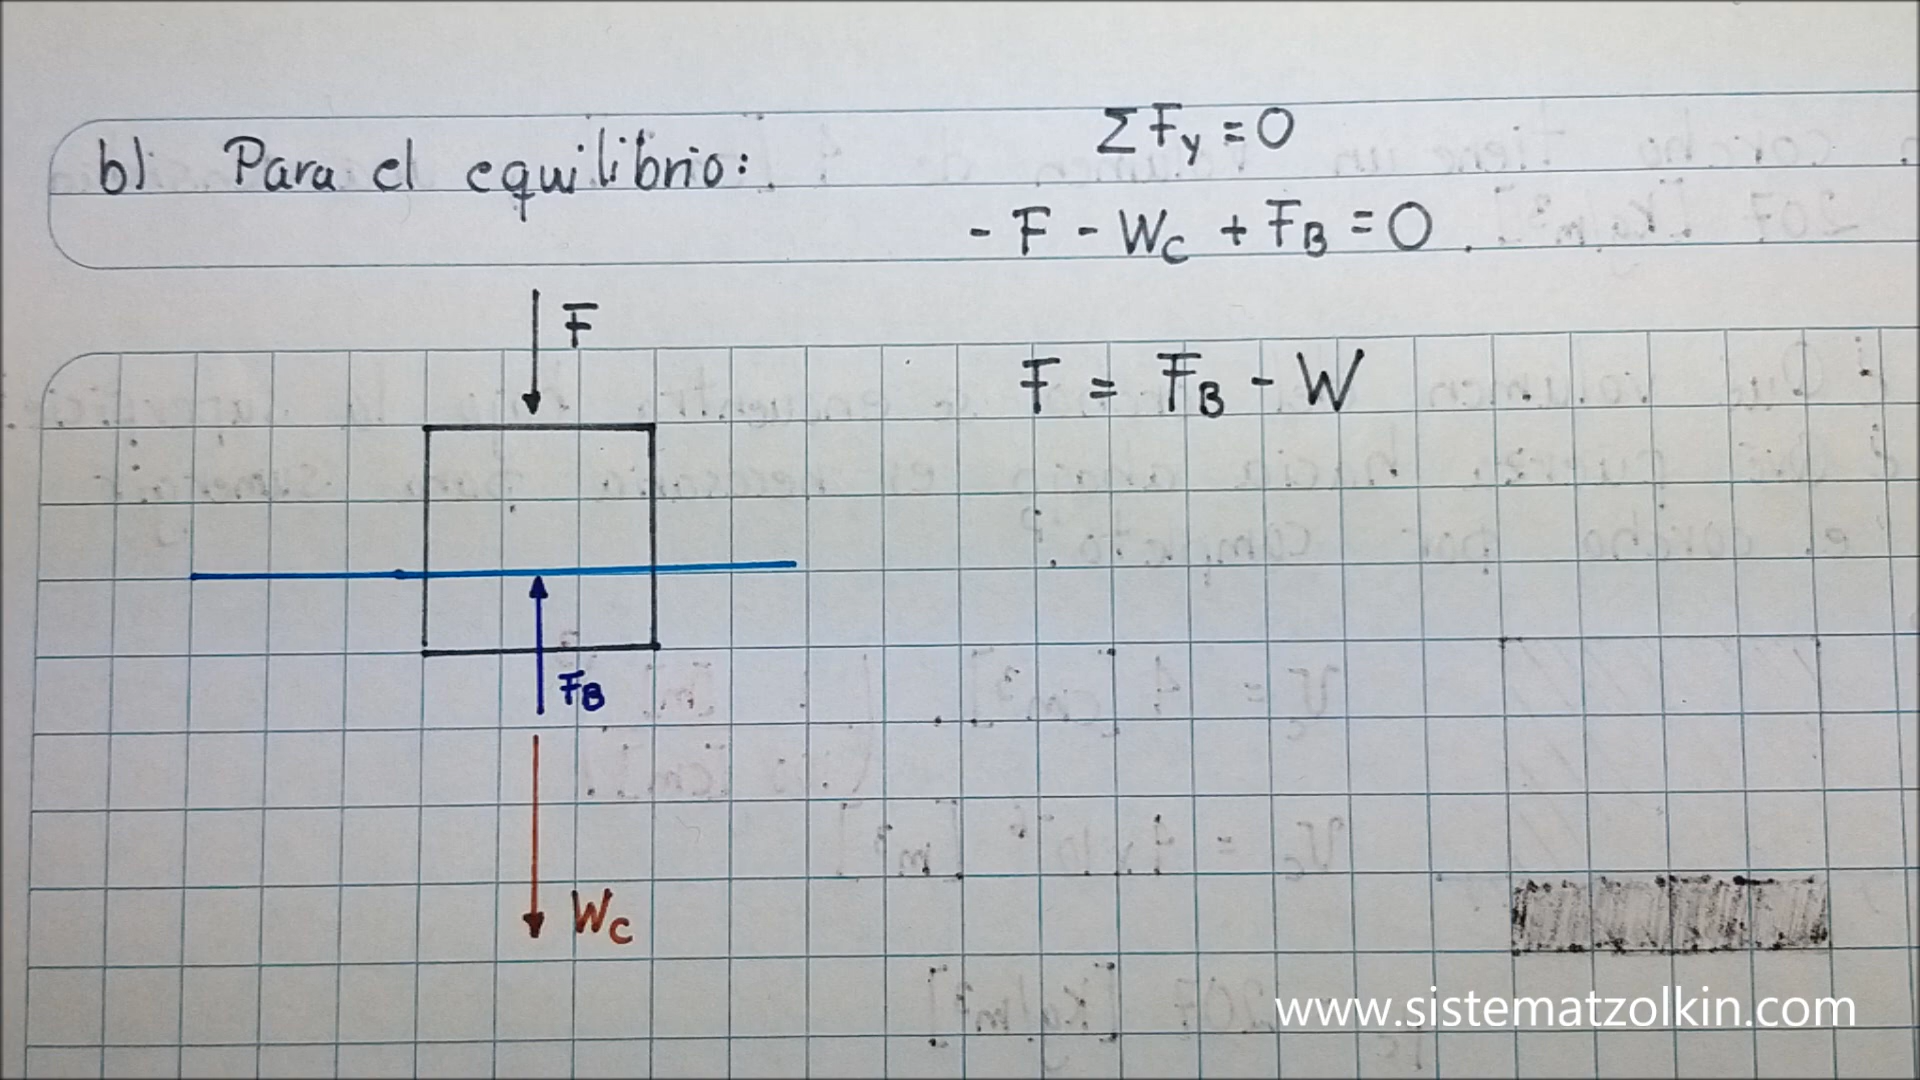 b) Para el equilibrio:
ΣFy = 0
- F - Wc + FB = 0.
F
F = FB - W
FB
Wc
www.sistematzolkin.com